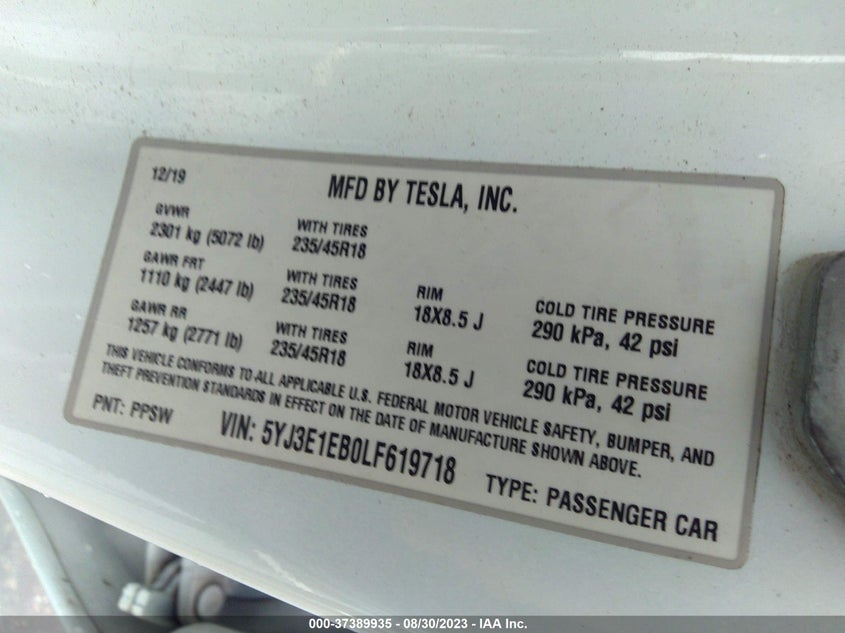 12/19
MFD BY TESLA, INC.
GVWR
2301 kg (5072 lb)
WITH TIRES
235/45R18
GAWR FRT
1110 kg (2447 lb)
WITH TIRES
235/45R18
RIM
18X8.5 J
COLD TIRE PRESSURE
290 kPa, 42 psi
GAWR RR
1257 kg (2771 lb)
WITH TIRES
235/45R18
RIM
18X8.5 J
COLD TIRE PRESSURE
290 kPa, 42 psi
THIS VEHICLE CONFORMS TO ALL APPLICABLE U.S. FEDERAL MOTOR VEHICLE SAFETY, BUMPER, AND
THEFT PREVENTION STANDARDS IN EFFECT ON THE DATE OF MANUFACTURE SHOWN ABOVE.
PNT: PPSW
VIN: 5YJ3E1EB0LF619718
TYPE: PASSENGER CAR
000-37389935 - 08/30/2023 - IAA Inc.